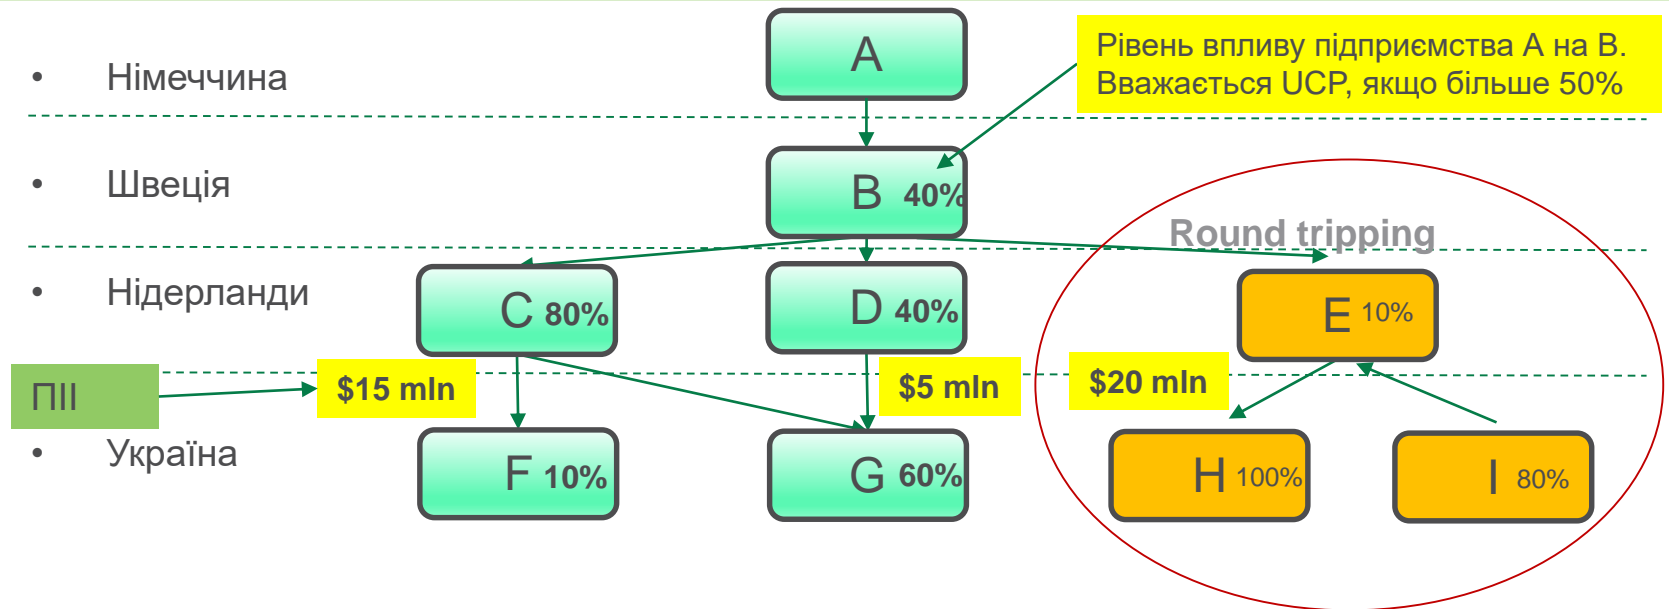 A
Рівень впливу підприємства А на В.
Вважається UCP, якщо більше 50%
• Німеччина
• Швеція
B 40%
Round tripping
• Нідерланди
C 80%
D 40%
E 10%
ПІІ
$15 mln
$5 mln
$20 mln
• Україна
F 10%
G 60%
H 100%
I 80%